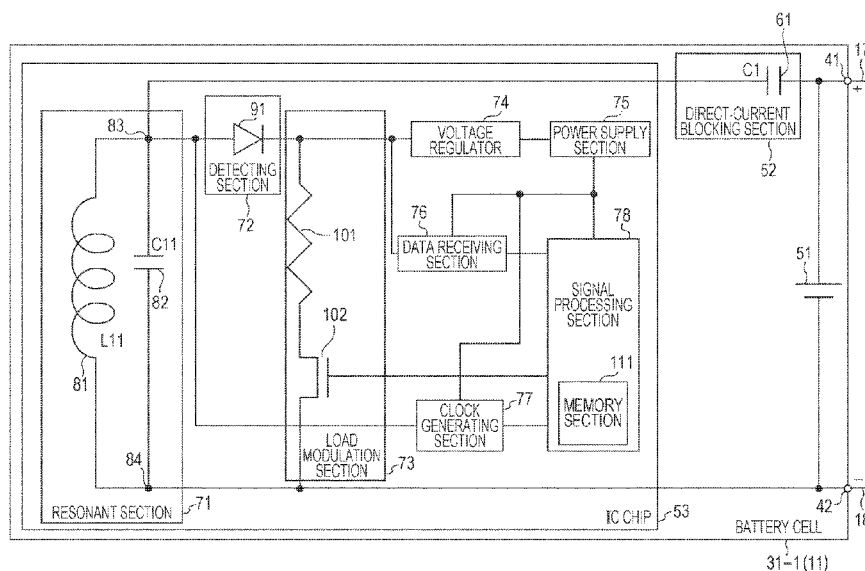 61
C1
41
17
+
DIRECT-CURRENT
BLOCKING SECTION
52
83
91
DETECTING
SECTION
72
74
VOLTAGE
REGULATOR
75
POWER SUPPLY
SECTION
76
DATA RECEIVING
SECTION
78
SIGNAL
PROCESSING
SECTION
111
MEMORY
SECTION
51
101
102
C11
82
L11
81
77
CLOCK
GENERATING
SECTION
LOAD
MODULATION
SECTION
73
84
RESONANT SECTION
71
IC CHIP
53
42
−
18
BATTERY CELL
31-1 (11)